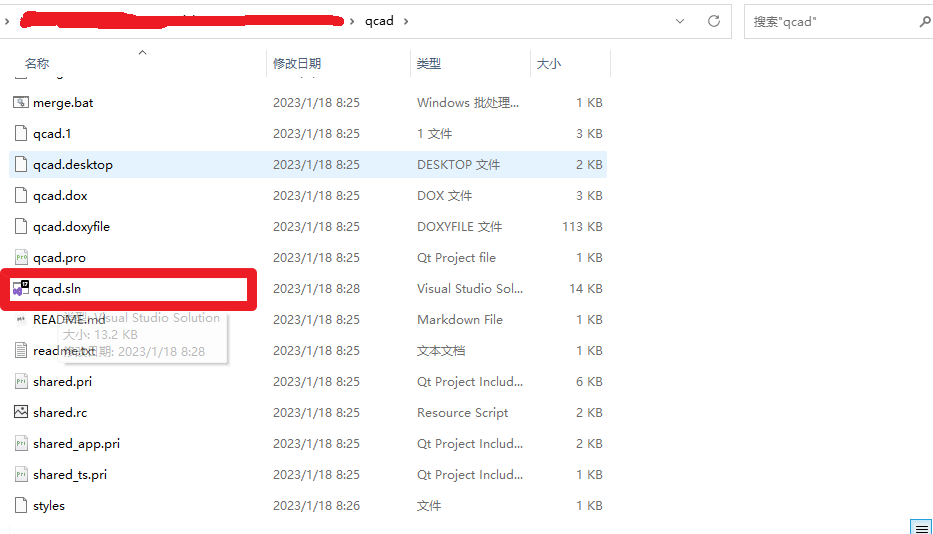 qcad
搜索"qcad"
名称 修改日期 类型 大小
merge.bat 2023/1/18 8:25 Windows 批处理... 1 KB
qcad.1 2023/1/18 8:25 1 文件 3 KB
qcad.desktop 2023/1/18 8:25 DESKTOP 文件 2 KB
qcad.dox 2023/1/18 8:25 DOX 文件 3 KB
qcad.doxyfile 2023/1/18 8:25 DOXYFILE 文件 113 KB
qcad.pro 2023/1/18 8:25 Qt Project file 1 KB
qcad.sln 2023/1/18 8:28 Visual Studio Sol... 14 KB
README.md 2023/1/18 8:25 Markdown File 1 KB
类型: Visual Studio Solution
大小: 13.2 KB
修改日期: 2023/1/18 8:28
readme.txt 2023/1/18 8:25 文本文档 1 KB
shared.pri 2023/1/18 8:25 Qt Project Includ... 6 KB
shared.rc 2023/1/18 8:25 Resource Script 2 KB
shared_app.pri 2023/1/18 8:25 Qt Project Includ... 2 KB
shared_ts.pri 2023/1/18 8:25 Qt Project Includ... 1 KB
styles 2023/1/18 8:26 文件 1 KB